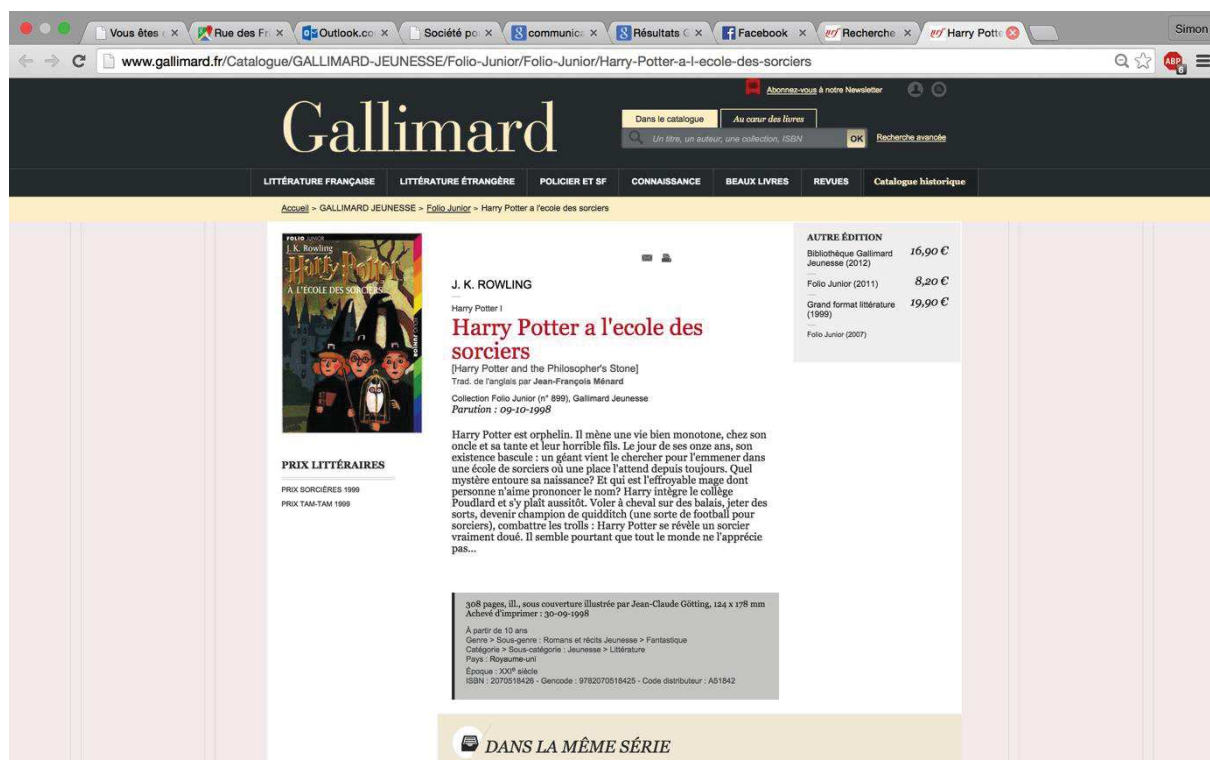 Vous êtes
Rue des Fr
Outlook.co
Société po
communica
Résultats
Facebook
Recherche
Harry Potte
Simon
www.gallimard.fr/Catalogue/GALLIMARD-JEUNESSE/Folio-Junior/Folio-Junior/Harry-Potter-a-l-ecole-des-sorciers
ABP
6
Abonnez-vous à notre Newsletter
Gallimard
Dans le catalogue
Au cœur des livres
Un titre, un auteur, une collection, ISBN
OK
Recherche avancée
LITTÉRATURE FRANÇAISE LITTÉRATURE ÉTRANGÈRE POLICIER ET SF CONNAISSANCE BEAUX LIVRES REVUES Catalogue historique
Accueil > GALLIMARD JEUNESSE > Folio Junior > Harry Potter a l'ecole des sorciers
FOLIO JUNIOR
J. K. Rowling
Harry Potter
À L'ÉCOLE DES SORCIERS
FOLIO JUNIOR
PRIX LITTÉRAIRES
PRIX SORCIÈRES 1999
PRIX TAM-TAM 1999
J. K. ROWLING
Harry Potter I
Harry Potter a l'ecole des
sorciers
[Harry Potter and the Philosopher's Stone]
Trad. de l'anglais par Jean-François Ménard
Collection Folio Junior (n° 899), Gallimard Jeunesse
Parution : 09-10-1998
Harry Potter est orphelin. Il mène une vie bien monotone, chez son
oncle et sa tante et leur horrible fils. Le jour de ses onze ans, son
existence bascule : un géant vient le chercher pour l'emmener dans
une école de sorciers où une place l'attend depuis toujours. Quel
mystère entoure sa naissance? Et qui est l'effroyable mage dont
personne n'aime prononcer le nom? Harry intègre le collège
Poudlard et s'y plaît aussitôt. Voler à cheval sur des balais, jeter des
sorts, devenir champion de quidditch (une sorte de football pour
sorciers), combattre les trolls : Harry Potter se révèle un sorcier
vraiment doué. Il semble pourtant que tout le monde ne l'apprécie
pas...
308 pages, ill., sous couverture illustrée par Jean-Claude Götting, 124 x 178 mm
Achevé d'imprimer : 30-09-1998
À partir de 10 ans
Genre > Sous-genre : Romans et récits Jeunesse > Fantastique
Catégorie > Sous-catégorie : Jeunesse > Littérature
Pays : Royaume-uni
Époque : XXIe siècle
ISBN : 2070518426 - Gencode : 9782070518425 - Code distributeur : A51842
AUTRE ÉDITION
Bibliothèque Gallimard 16,90 €
Jeunesse (2012)
Folio Junior (2011) 8,20 €
Grand format littérature 19,90 €
(1999)
Folio Junior (2007)
DANS LA MÊME SÉRIE